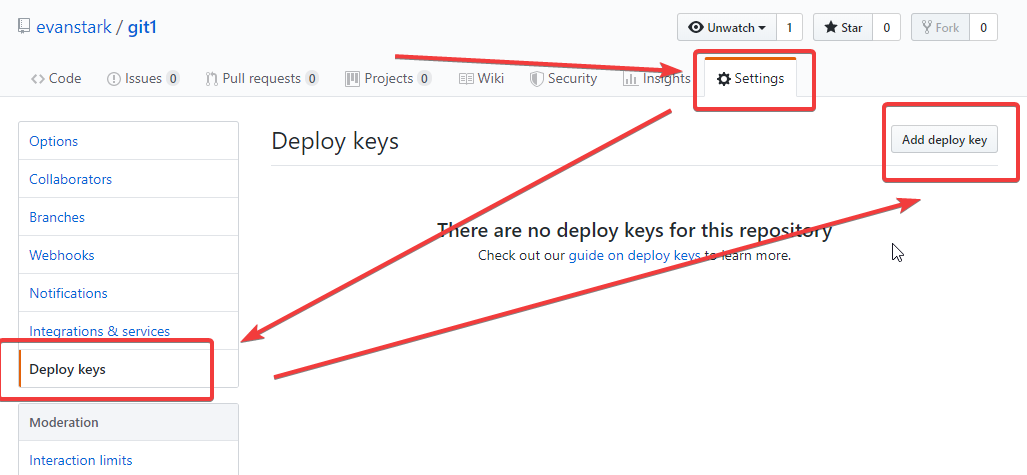 evanstark / git1
Unwatch 1 Star 0 Fork 0
Code Issues 0 Pull requests 0 Projects 0 Wiki Security Insights Settings
Options
Collaborators
Branches
Webhooks
Notifications
Integrations & services
Deploy keys
Moderation
Interaction limits
Deploy keys
Add deploy key
There are no deploy keys for this repository
Check out our guide on deploy keys to learn more.